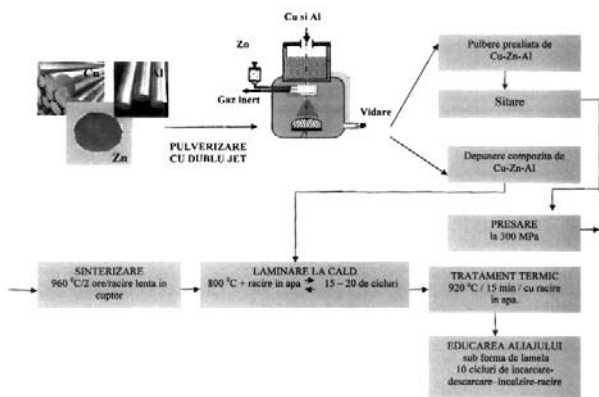 Cu si Al
Zn
Cu
Al
Zn
Gaz inert
Vidare
PULVERIZARE
CU DUBLU JET
Pulbere prealiata de
Cu-Zn-Al
Sitare
Depunere compozita de
Cu-Zn-Al
PRESARE
la 300 MPa
SINTERIZARE
960 °C/2 ore/racire lenta in
cuptor
LAMINARE LA CALD
800 °C + racire in apa ⇄ 15 – 20 de cicluri
TRATAMENT TERMIC
920 °C / 15 min / cu racire
in apa.
EDUCAREA ALIAJULUI
sub forma de lamela
10 cicluri de incarcare-
descarcare- incalzire-racire